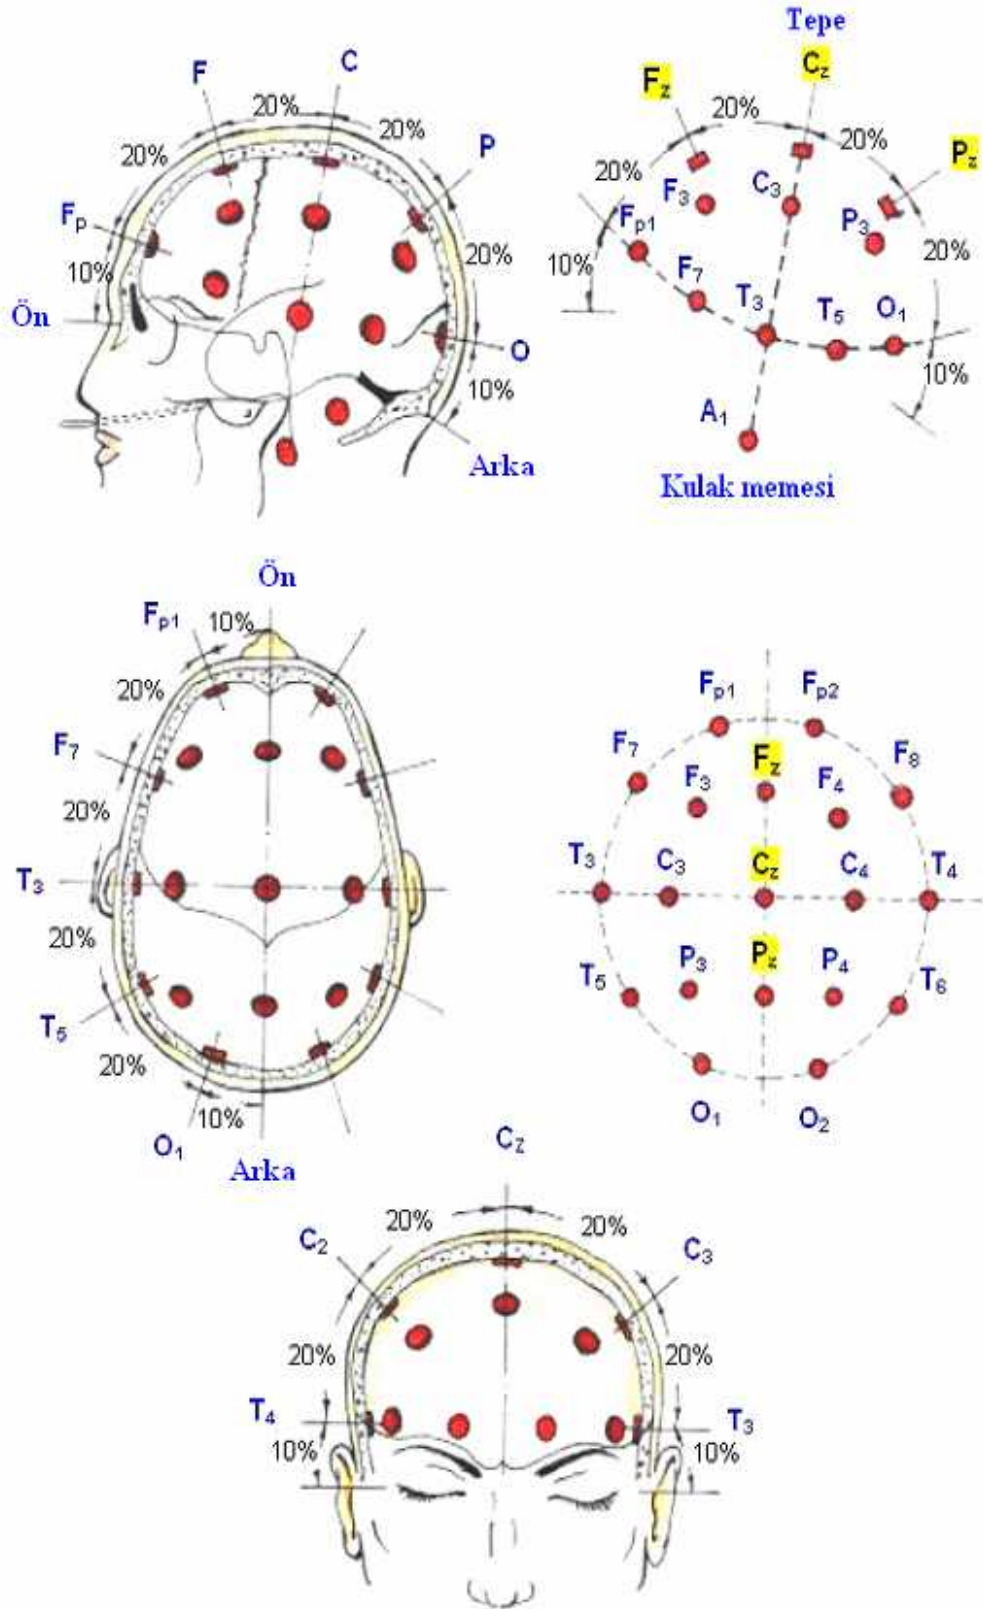 F
C
20%
20%
20%
P
Fp
10%
20%
Ön
O
10%
Arka
Tepe
Cz
Fz
20%
20%
Pz
20%
F3
C3
P3
Fp1
20%
10%
F7
T3
T5
O1
10%
A1
Kulak memesi
Ön
Fp1
10%
20%
F7
20%
T3
20%
T5
20%
10%
O1
Arka
Fp1
Fp2
F7
Fz
F8
F3
F4
T3
C3
Cz
C4
T4
T5
P3
Pz
P4
T6
O1
O2
Cz
20%
20%
C2
C3
20%
20%
T4
T3
10%
10%